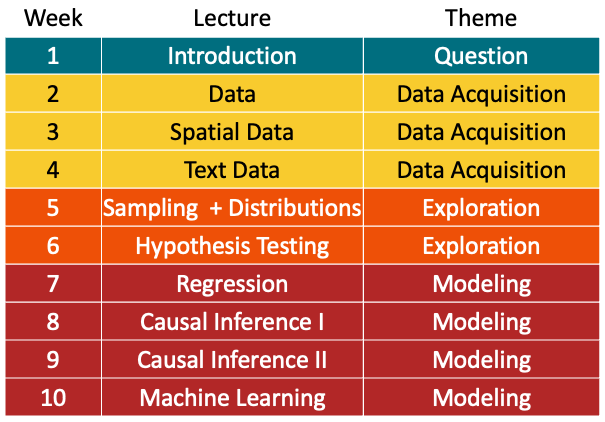 Week Lecture Theme
1 Introduction Question
2 Data Data Acquisition
3 Spatial Data Data Acquisition
4 Text Data Data Acquisition
5 Sampling + Distributions Exploration
6 Hypothesis Testing Exploration
7 Regression Modeling
8 Causal Inference I Modeling
9 Causal Inference II Modeling
10 Machine Learning Modeling